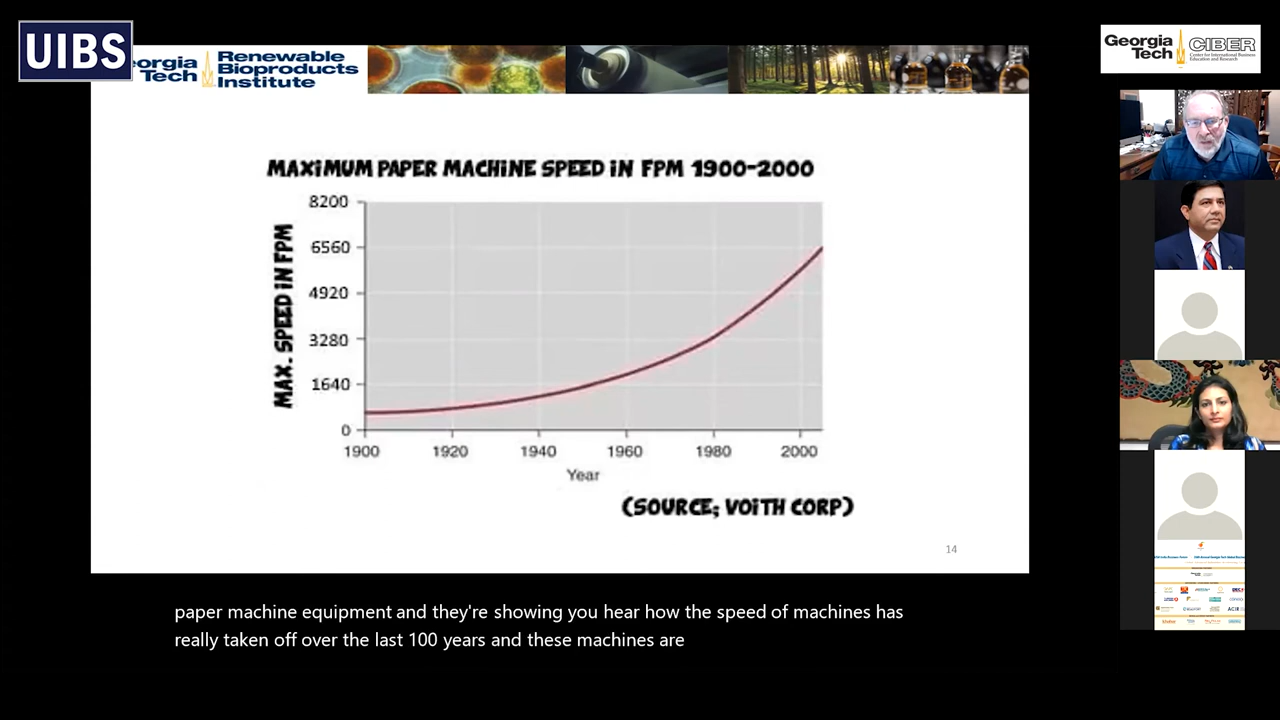 UIBS
Georgia
Tech
Renewable
Bioproducts
Institute
Georgia
Tech
CIBER
Center for International Business
Education and Research
MAXIMUM PAPER MACHINE SPEED IN FPM 1900-2000
MAX. SPEED IN FPM
8200
6560
4920
3280
1640
0
1900 1920 1940 1960 1980 2000
Year
(SOURCE; VOITH CORP)
14
paper machine equipment and they're showing you hear how the speed of machines has
really taken off over the last 100 years and these machines are